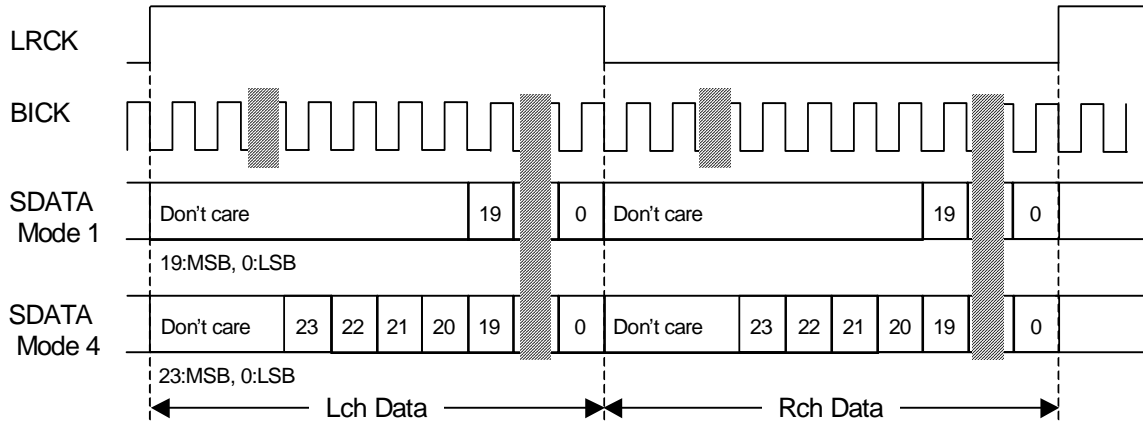 LRCK
BICK
SDATA
Mode 1
Don't care 19 0 Don't care 19 0
19:MSB, 0:LSB
SDATA
Mode 4
Don't care 23 22 21 20 19 0 Don't care 23 22 21 20 19 0
23:MSB, 0:LSB
Lch Data Rch Data